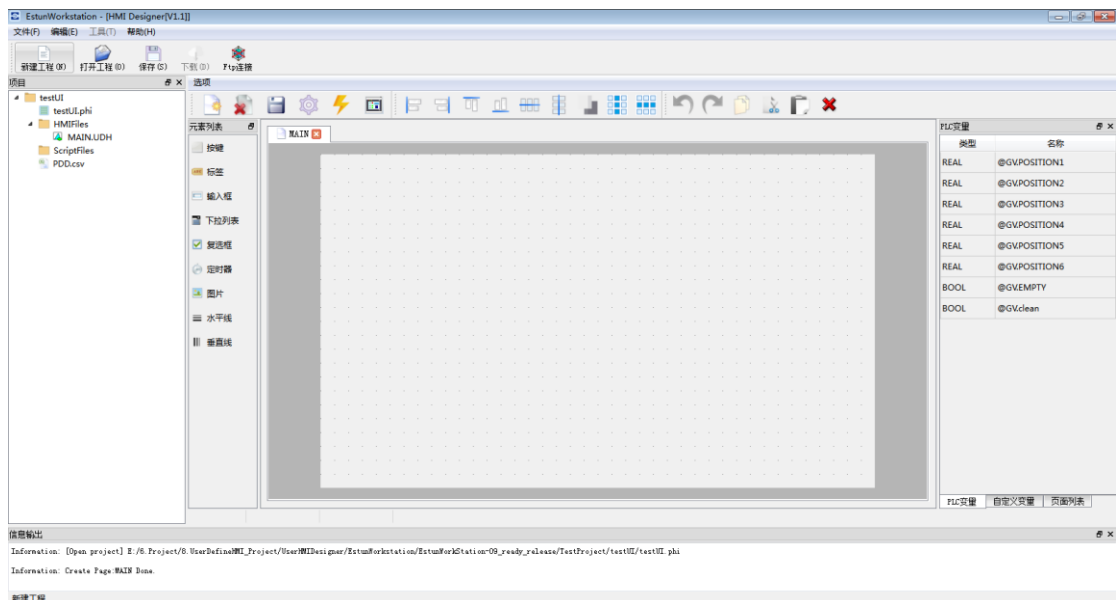 EstunWorkstation - [HMI Designer[V1.1]]
文件(F) 编辑(E) 工具(T) 帮助(H)
新建工程(N) 打开工程(O) 保存(S) 下载(D) Ftp连接
项目
选项
testUI
testUI.phi
HMIFiles
MAIN.UDH
ScriptFiles
PDD.csv
元素列表
按键
标签
输入框
下拉列表
复选框
定时器
图片
水平线
垂直线
MAIN
PLC变量
类型 名称
REAL @GV.POSITION1
REAL @GV.POSITION2
REAL @GV.POSITION3
REAL @GV.POSITION4
REAL @GV.POSITION5
REAL @GV.POSITION6
BOOL @GV.EMPTY
BOOL @GV.clean
PLC变量 自定义变量 页面列表
信息输出
Information: [Open project] E:/6.Project/8.UserDefineHMI_Project/UserHMIDesigner/EstunWorkstation/EstunWorkStation-09_ready_release/TestProject/testUI/testUI.phi
Information: Create Page:MAIN Done.
新建工程